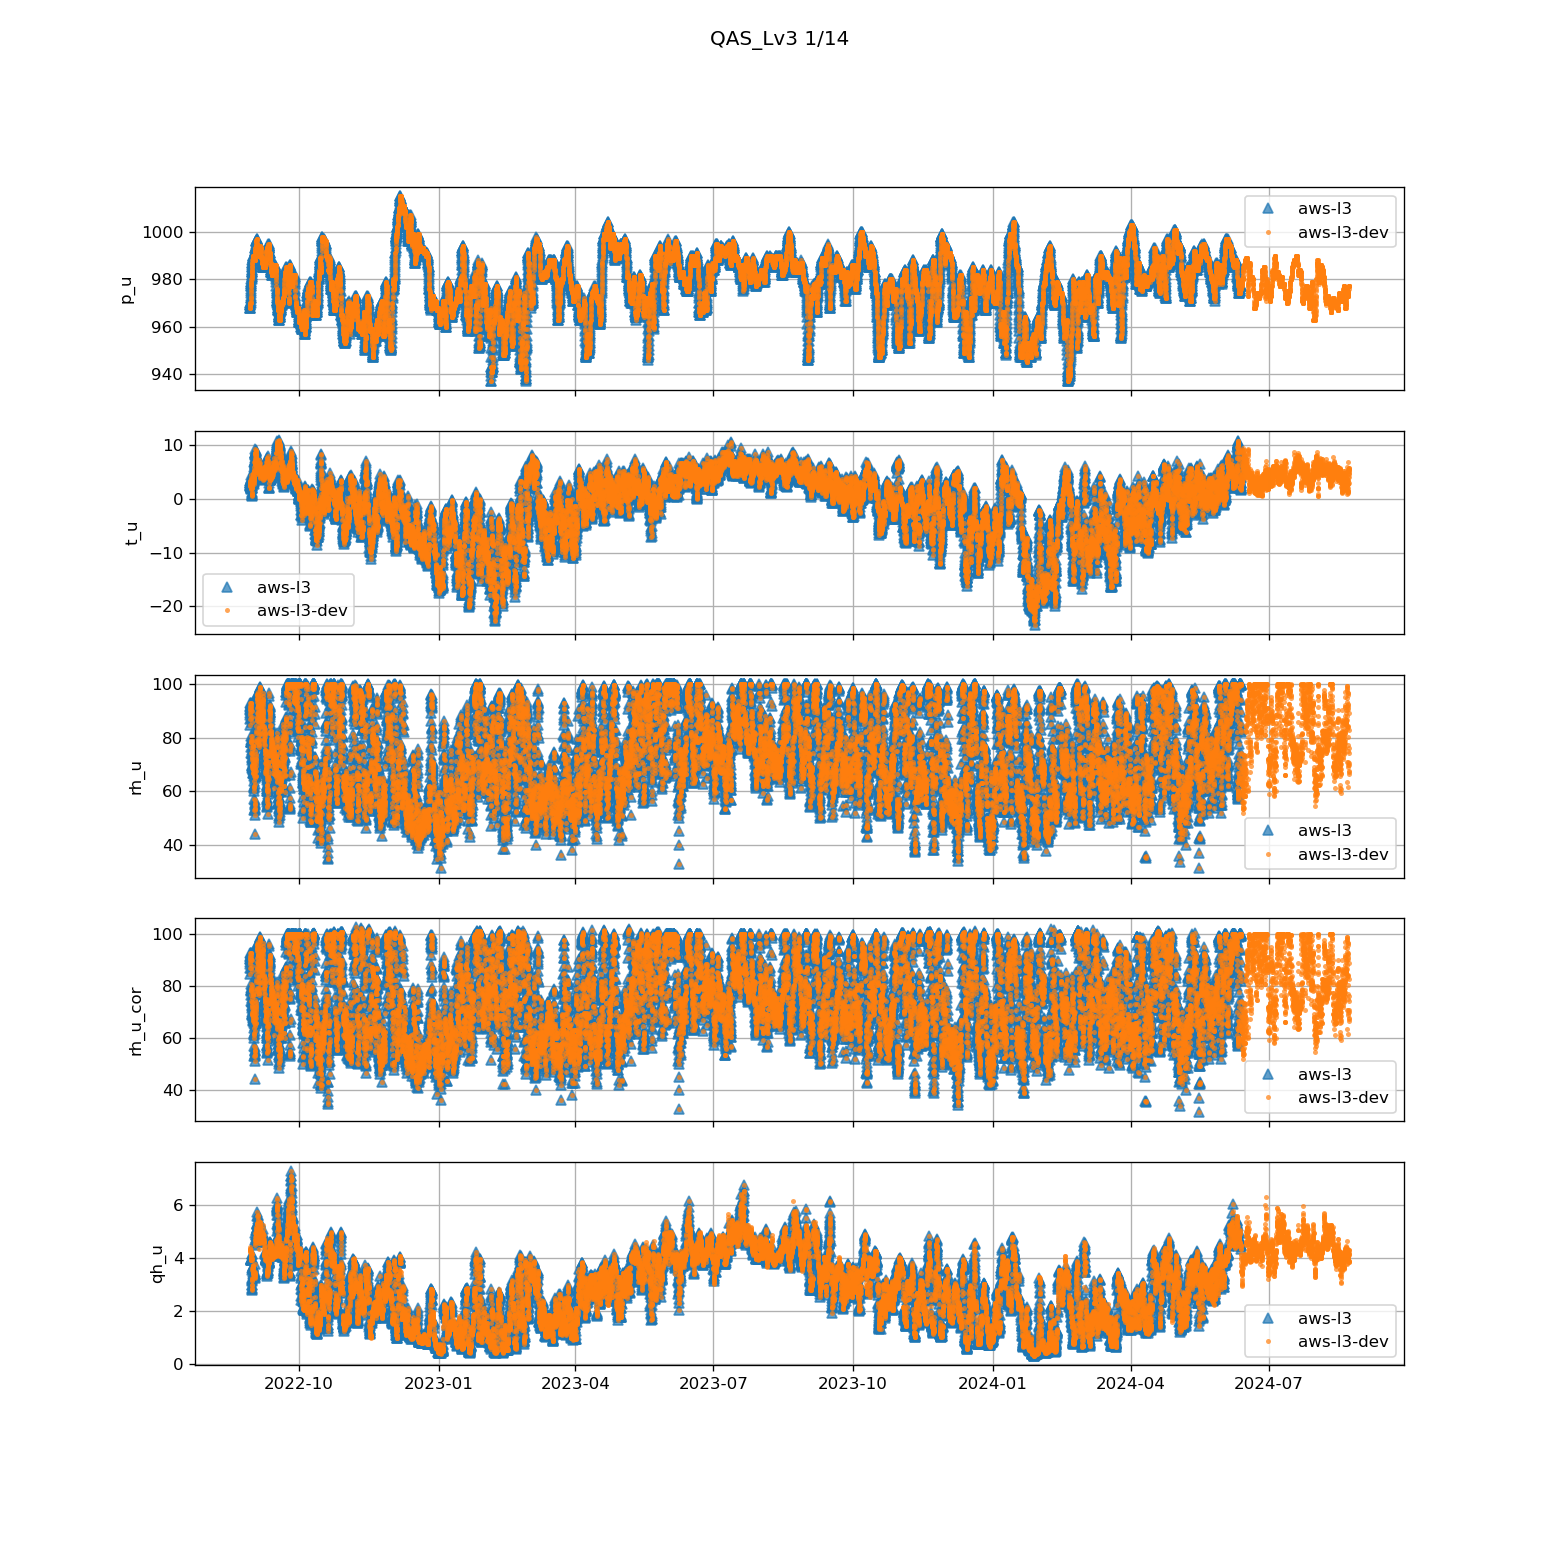 QAS_Lv3 1/14
1000
980
960
940
p_u
aws-l3
aws-l3-dev
10
0
−10
−20
t_u
aws-l3
aws-l3-dev
100
80
60
40
rh_u
aws-l3
aws-l3-dev
100
80
60
40
rh_u_cor
aws-l3
aws-l3-dev
6
4
2
0
qh_u
aws-l3
aws-l3-dev
2022-10
2023-01
2023-04
2023-07
2023-10
2024-01
2024-04
2024-07